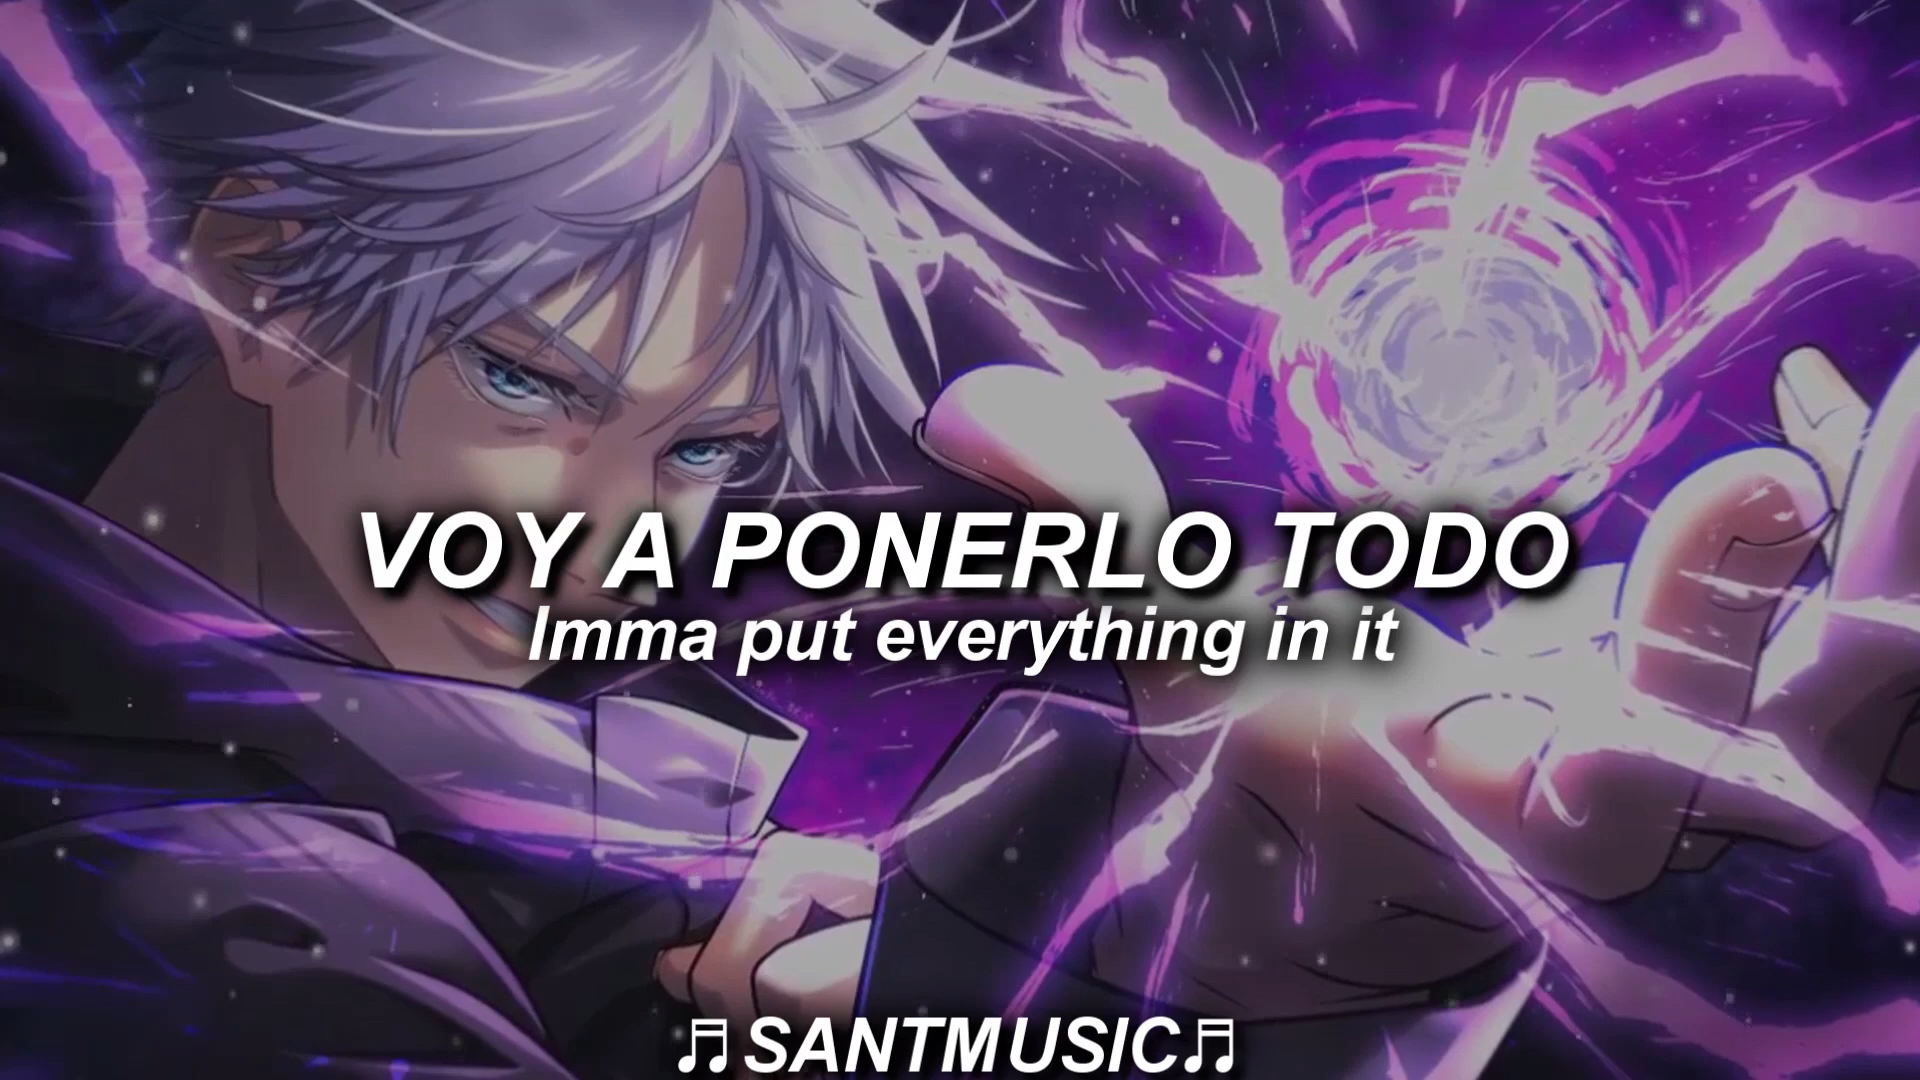 VOY A PONERLO TODO
Imma put everything in it
♬SANTMUSIC♬